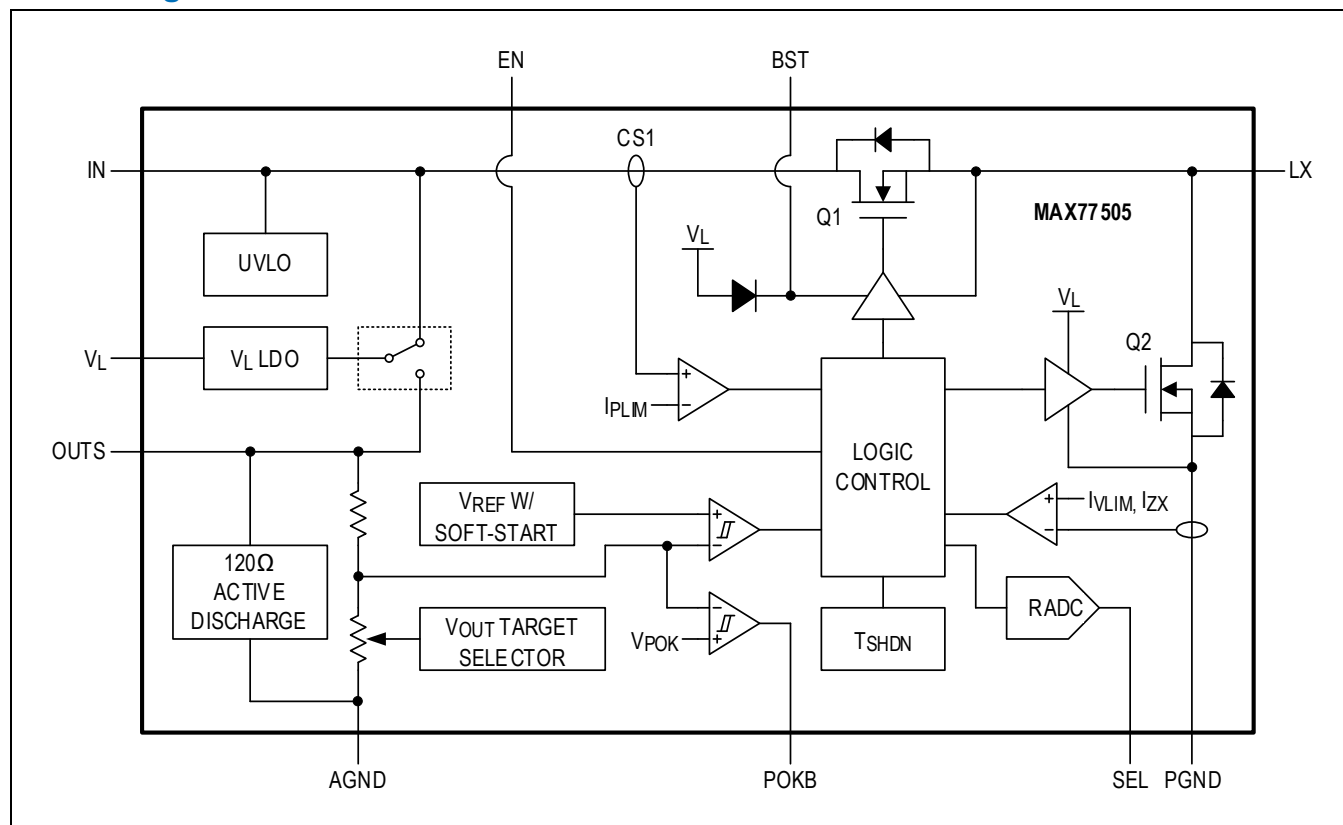 EN
BST
CS1
IN
LX
Q1
MAX77505
UVLO
VL
VL
VL
VL LDO
Q2
IPLIM
OUTS
LOGIC
CONTROL
VREF W/
SOFT-START
IVLIM, IZX
120Ω
ACTIVE
DISCHARGE
RADC
VOUT TARGET
SELECTOR
VPOK
TSHDN
AGND
POKB
SEL
PGND